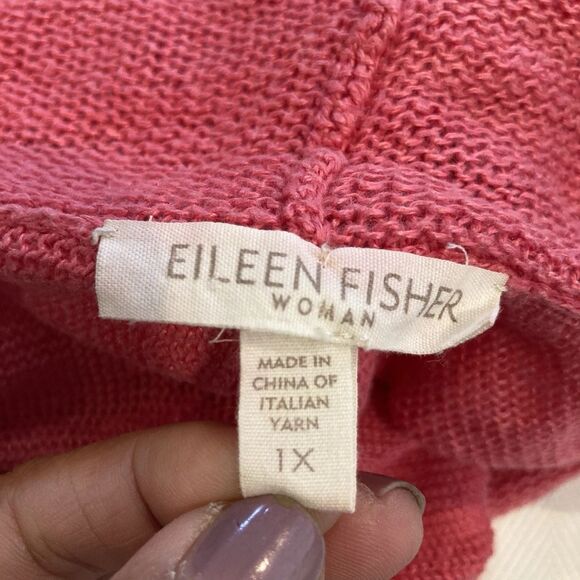 EILEEN FISHER
WOMAN
MADE IN
CHINA OF
ITALIAN
YARN
1X